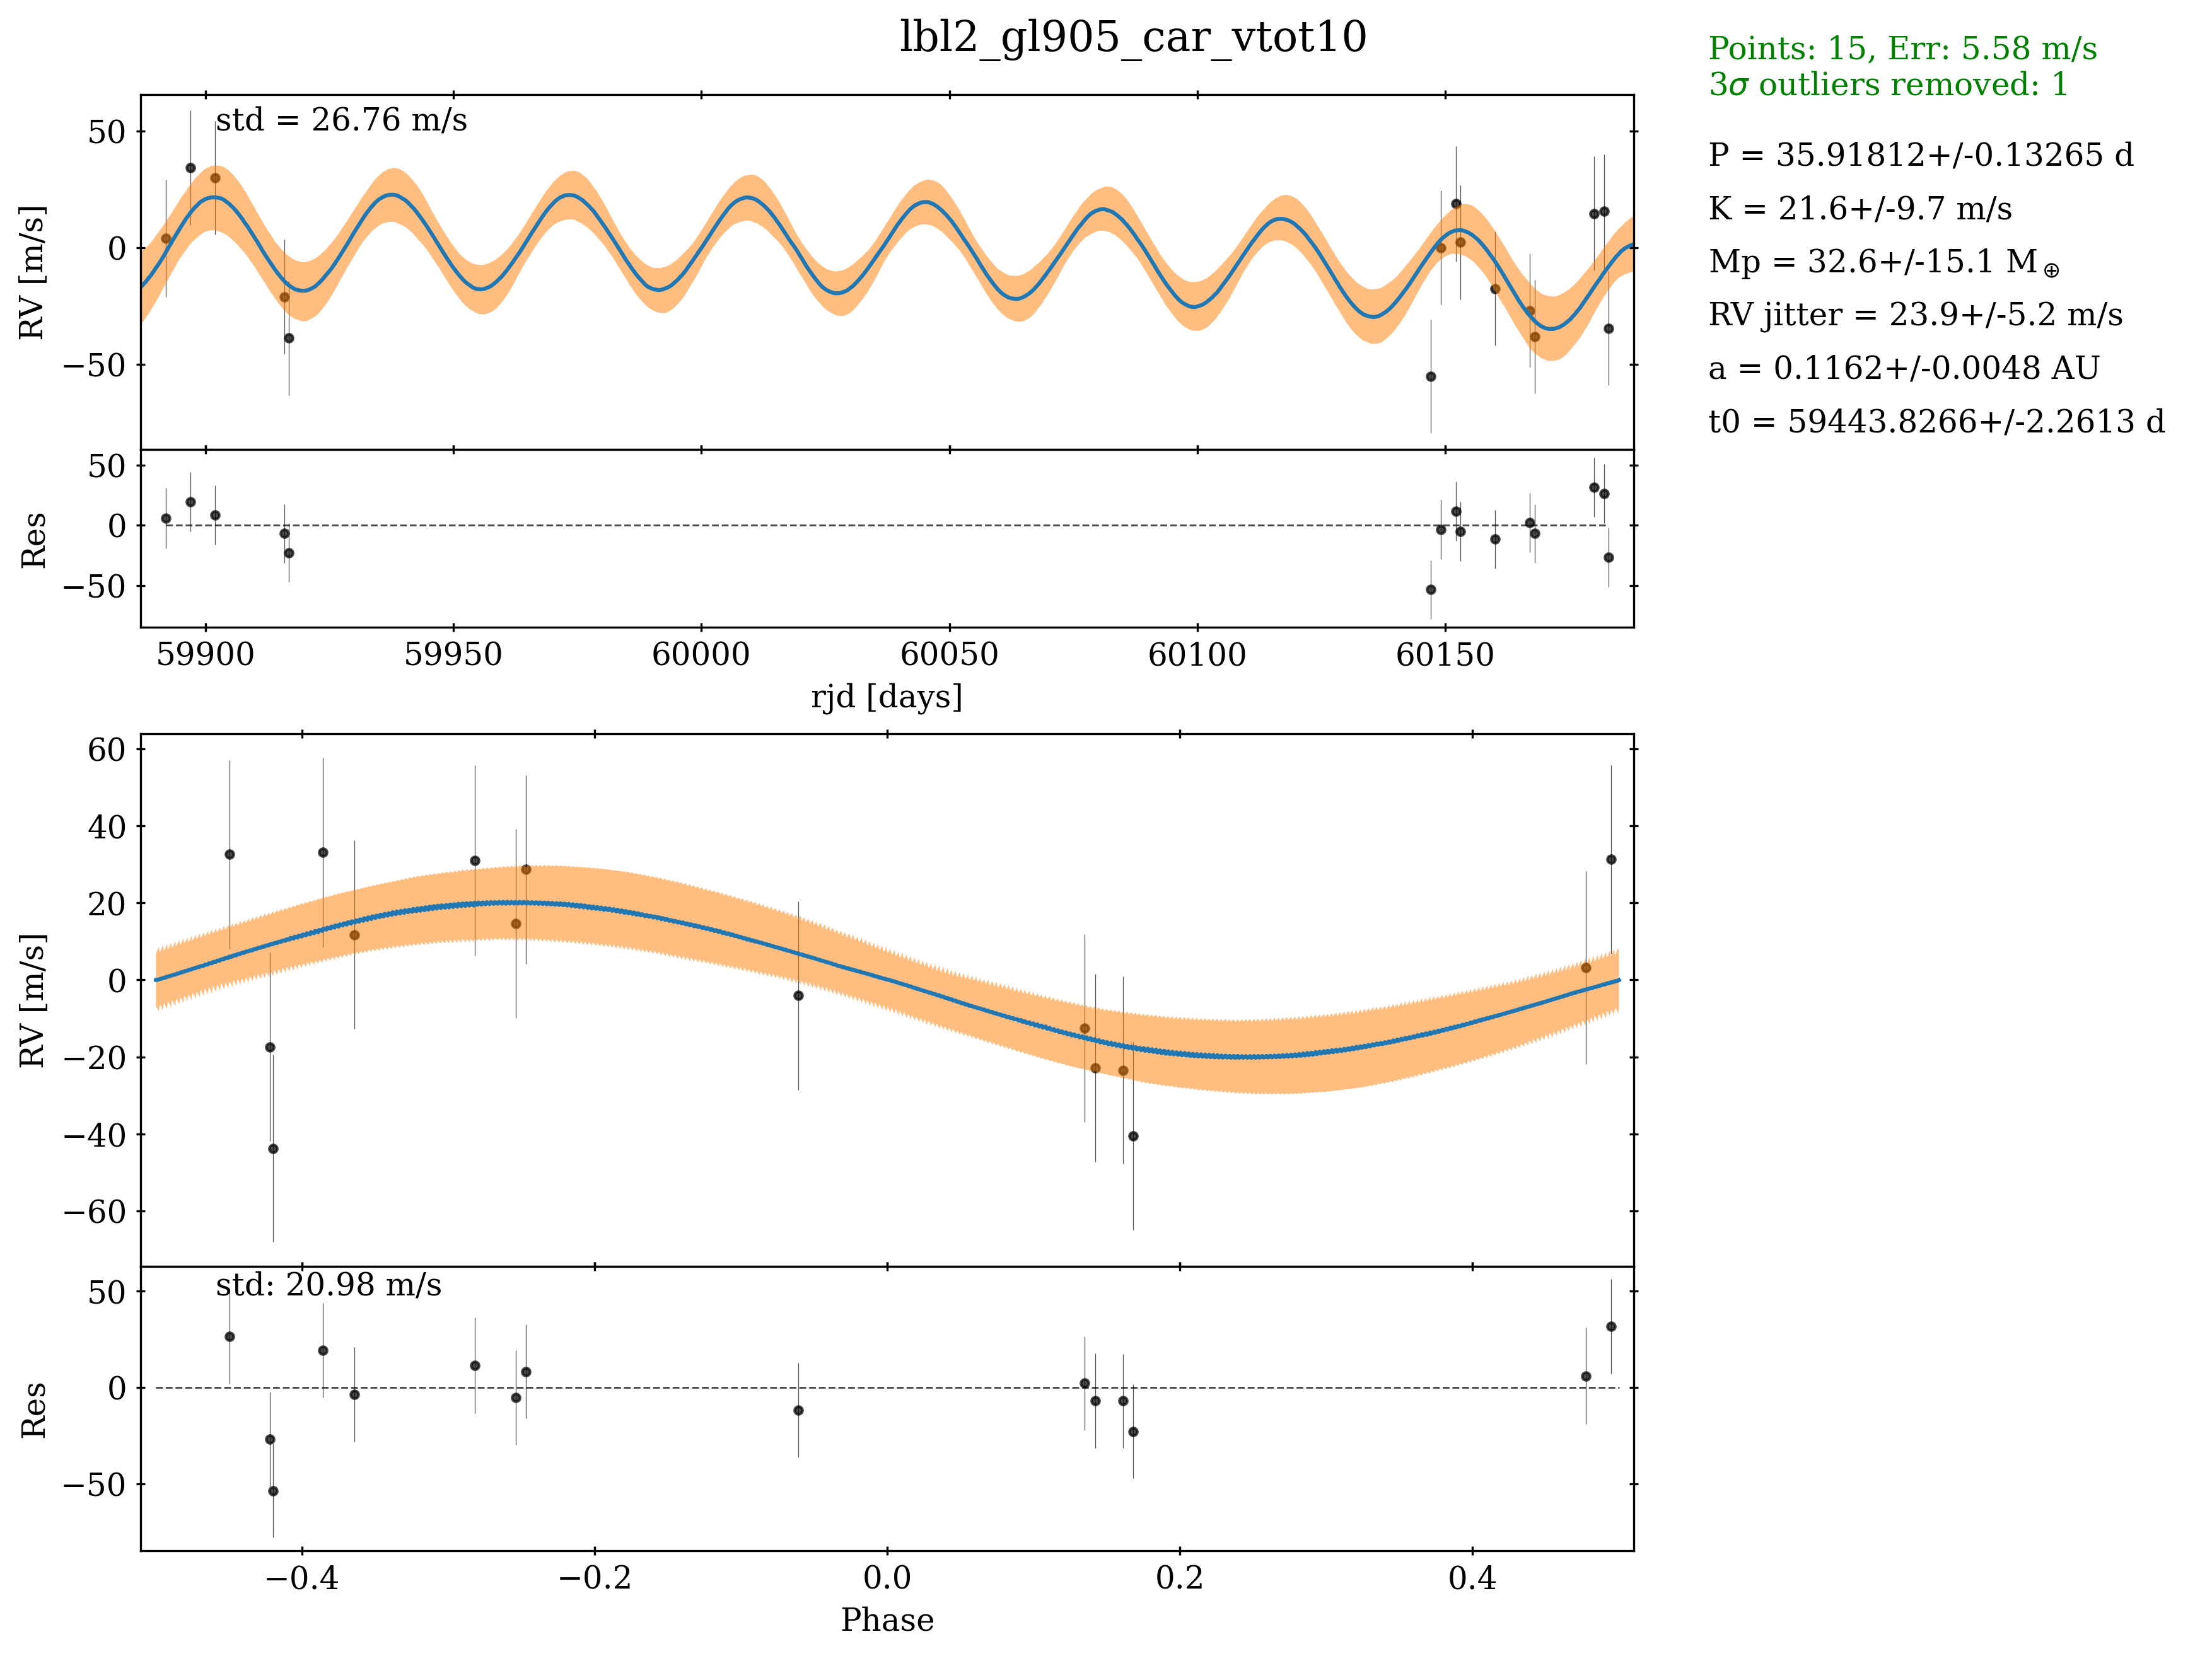 lbl2_gl905_car_vtot10
Points: 15, Err: 5.58 m/s
3σ outliers removed: 1
P = 35.91812+/-0.13265 d
K = 21.6+/-9.7 m/s
Mp = 32.6+/-15.1 M⊕
RV jitter = 23.9+/-5.2 m/s
a = 0.1162+/-0.0048 AU
t0 = 59443.8266+/-2.2613 d
std = 26.76 m/s
RV [m/s]
50
0
−50
Res
50
0
−50
59900 59950 60000 60050 60100 60150
rjd [days]
RV [m/s]
60
40
20
0
−20
−40
−60
std: 20.98 m/s
Res
50
0
−50
−0.4 −0.2 0.0 0.2 0.4
Phase